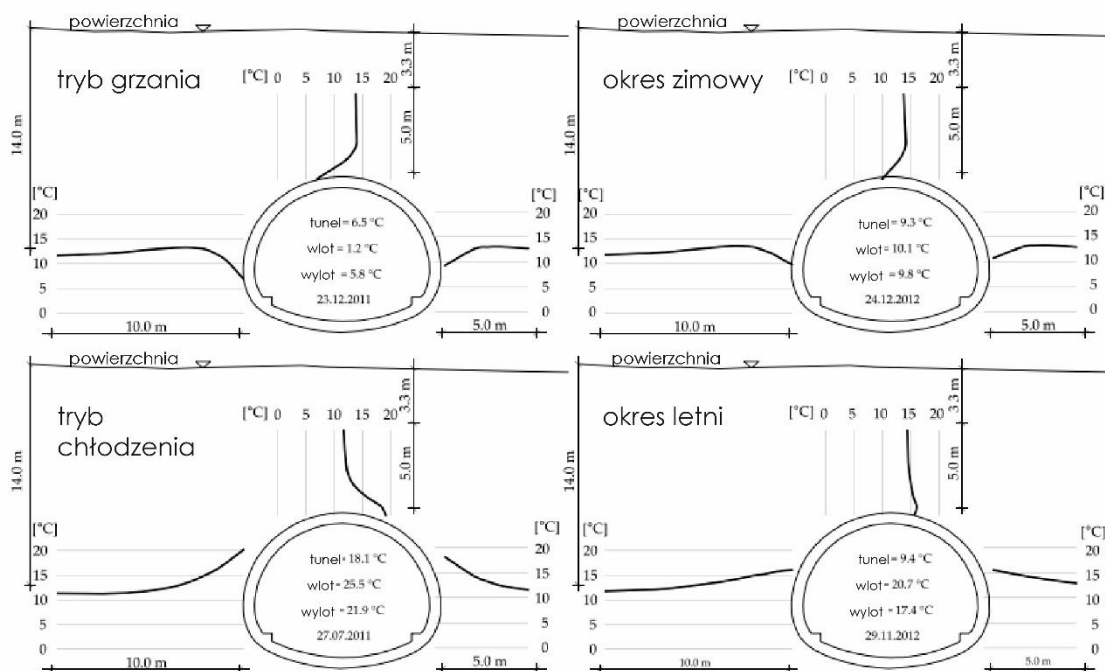 powierzchnia
tryb grzania
[°C] 0 5 10 15 20
3.3 m
5.0 m
14.0 m
[°C]
20
15
10
5
0
tunel = 6.5 °C
wlot = 1.2 °C
wylot = 5.8 °C
23.12.2011
[°C]
20
15
10
5
0
10.0 m
5.0 m
powierzchnia
okres zimowy
[°C] 0 5 10 15 20
3.3 m
5.0 m
14.0 m
[°C]
20
15
10
5
0
tunel = 9.3 °C
wlot = 10.1 °C
wylot = 9.8 °C
24.12.2012
[°C]
20
15
10
5
0
10.0 m
5.0 m
powierzchnia
tryb
chłodzenia
[°C] 0 5 10 15 20
3.3 m
5.0 m
14.0 m
[°C]
20
15
10
5
0
tunel = 18.1 °C
wlot = 25.5 °C
wylot = 21.9 °C
27.07.2011
[°C]
20
15
10
5
0
10.0 m
5.0 m
powierzchnia
okres letni
[°C] 0 5 10 15 20
3.3 m
5.0 m
14.0 m
[°C]
20
15
10
5
0
tunel = 9.4 °C
wlot = 20.7 °C
wylot = 17.4 °C
29.11.2012
[°C]
20
15
10
5
0
10.0 m
5.0 m